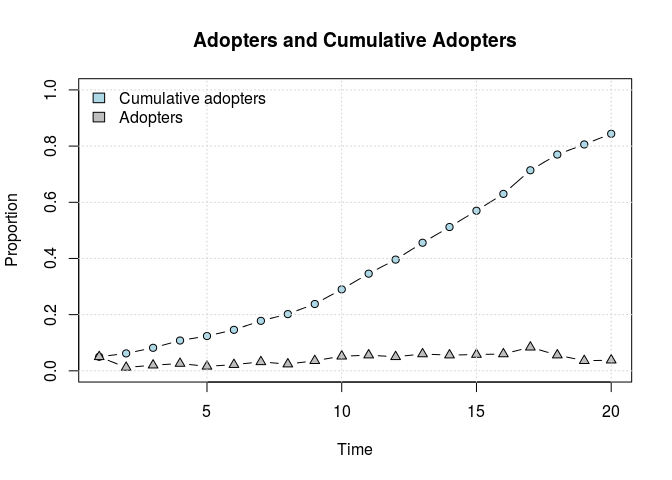 Adopters and Cumulative Adopters
Cumulative adopters
Adopters
Proportion
1.0
0.8
0.6
0.4
0.2
0.0
5 10 15 20
Time